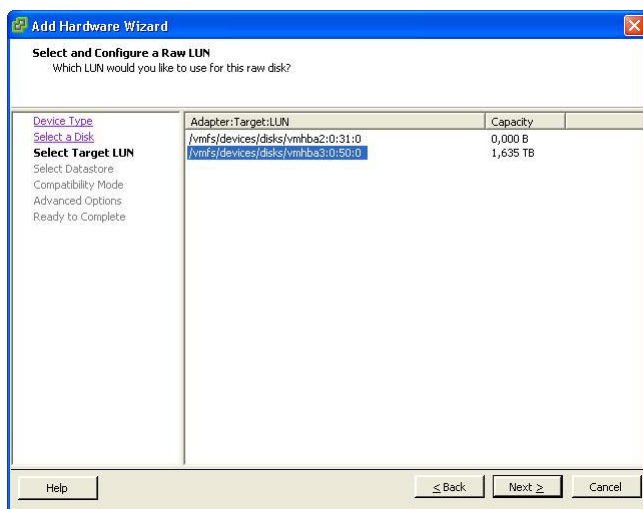 Add Hardware Wizard
Select and Configure a Raw LUN
Which LUN would you like to use for this raw disk?
Device Type
Select a Disk
Select Target LUN
Select Datastore
Compatibility Mode
Advanced Options
Ready to Complete
Adapter:Target:LUN Capacity
/vmfs/devices/disks/vmhba2:0:31:0 0,000 B
/vmfs/devices/disks/vmhba3:0:50:0 1,635 TB
Help
< Back
Next >
Cancel